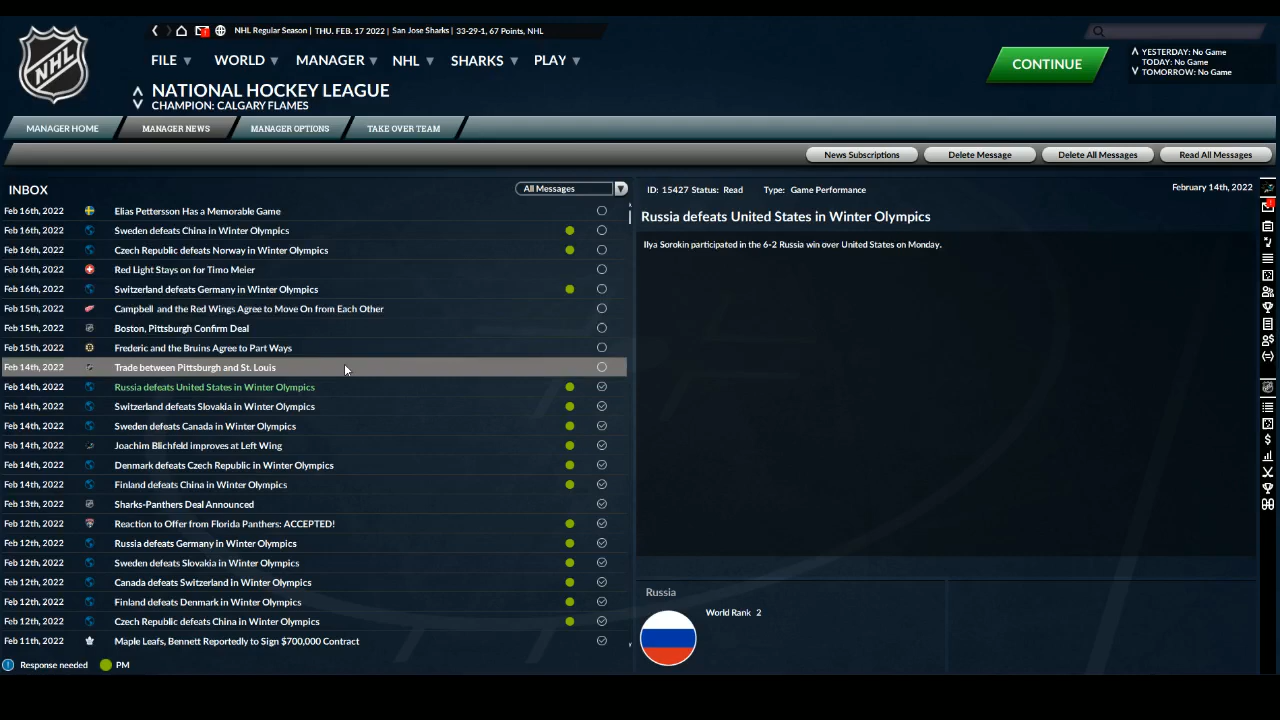 NHL
NHL Regular Season | THU. FEB. 17 2022 | San Jose Sharks | 33-29-1, 67 Points, NHL
FILE WORLD MANAGER NHL SHARKS PLAY
CONTINUE
YESTERDAY: No Game
TODAY: No Game
TOMORROW: No Game
NATIONAL HOCKEY LEAGUE
CHAMPION: CALGARY FLAMES
MANAGER HOME MANAGER NEWS MANAGER OPTIONS TAKE OVER TEAM
News Subscriptions Delete Message Delete All Messages Read All Messages
INBOX All Messages
Feb 16th, 2022 Elias Pettersson Has a Memorable Game
Feb 16th, 2022 Sweden defeats China in Winter Olympics
Feb 16th, 2022 Czech Republic defeats Norway in Winter Olympics
Feb 16th, 2022 Red Light Stays on for Timo Meier
Feb 16th, 2022 Switzerland defeats Germany in Winter Olympics
Feb 15th, 2022 Campbell and the Red Wings Agree to Move On from Each Other
Feb 15th, 2022 Boston, Pittsburgh Confirm Deal
Feb 15th, 2022 Frederic and the Bruins Agree to Part Ways
Feb 14th, 2022 Trade between Pittsburgh and St. Louis
Feb 14th, 2022 Russia defeats United States in Winter Olympics
Feb 14th, 2022 Switzerland defeats Slovakia in Winter Olympics
Feb 14th, 2022 Sweden defeats Canada in Winter Olympics
Feb 14th, 2022 Joachim Blichfeld improves at Left Wing
Feb 14th, 2022 Denmark defeats Czech Republic in Winter Olympics
Feb 14th, 2022 Finland defeats China in Winter Olympics
Feb 13th, 2022 Sharks-Panthers Deal Announced
Feb 12th, 2022 Reaction to Offer from Florida Panthers: ACCEPTED!
Feb 12th, 2022 Russia defeats Germany in Winter Olympics
Feb 12th, 2022 Sweden defeats Slovakia in Winter Olympics
Feb 12th, 2022 Canada defeats Switzerland in Winter Olympics
Feb 12th, 2022 Finland defeats Denmark in Winter Olympics
Feb 12th, 2022 Czech Republic defeats China in Winter Olympics
Feb 11th, 2022 Maple Leafs, Bennett Reportedly to Sign $700,000 Contract
Response needed PM
ID: 15427 Status: Read Type: Game Performance February 14th, 2022
Russia defeats United States in Winter Olympics
Ilya Sorokin participated in the 6-2 Russia win over United States on Monday.
Russia
World Rank 2